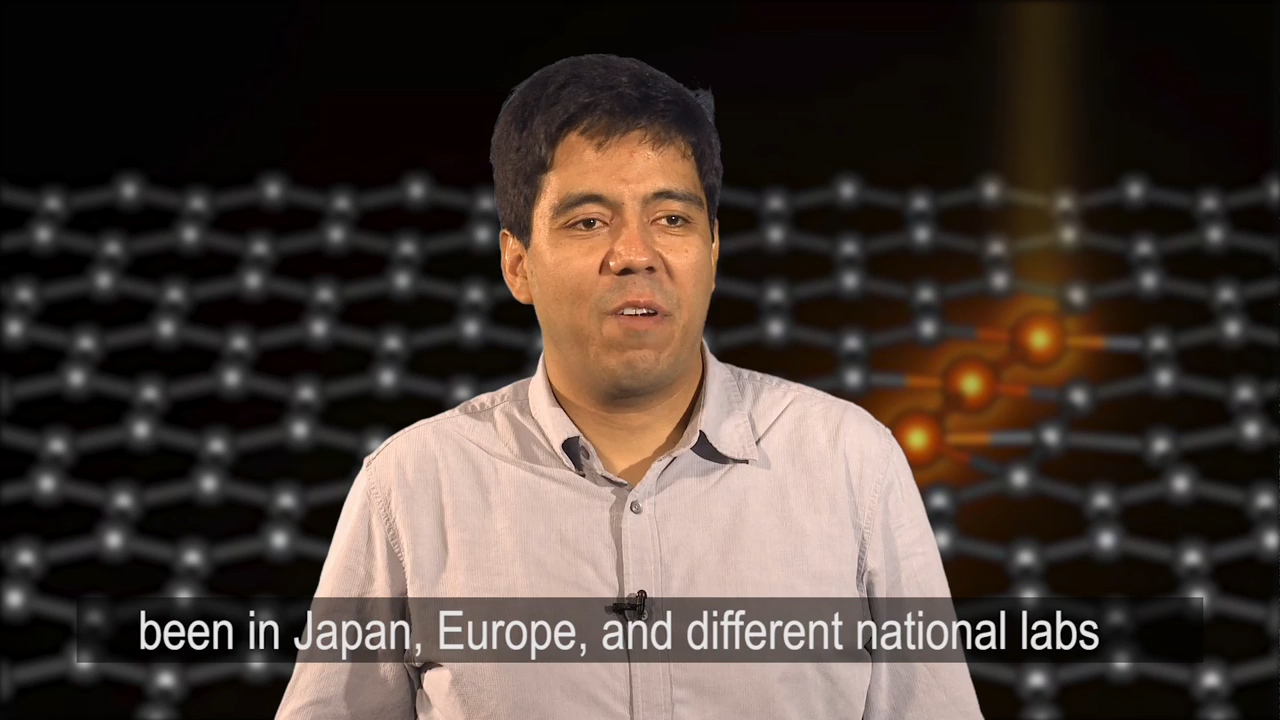 been in Japan, Europe, and different national labs